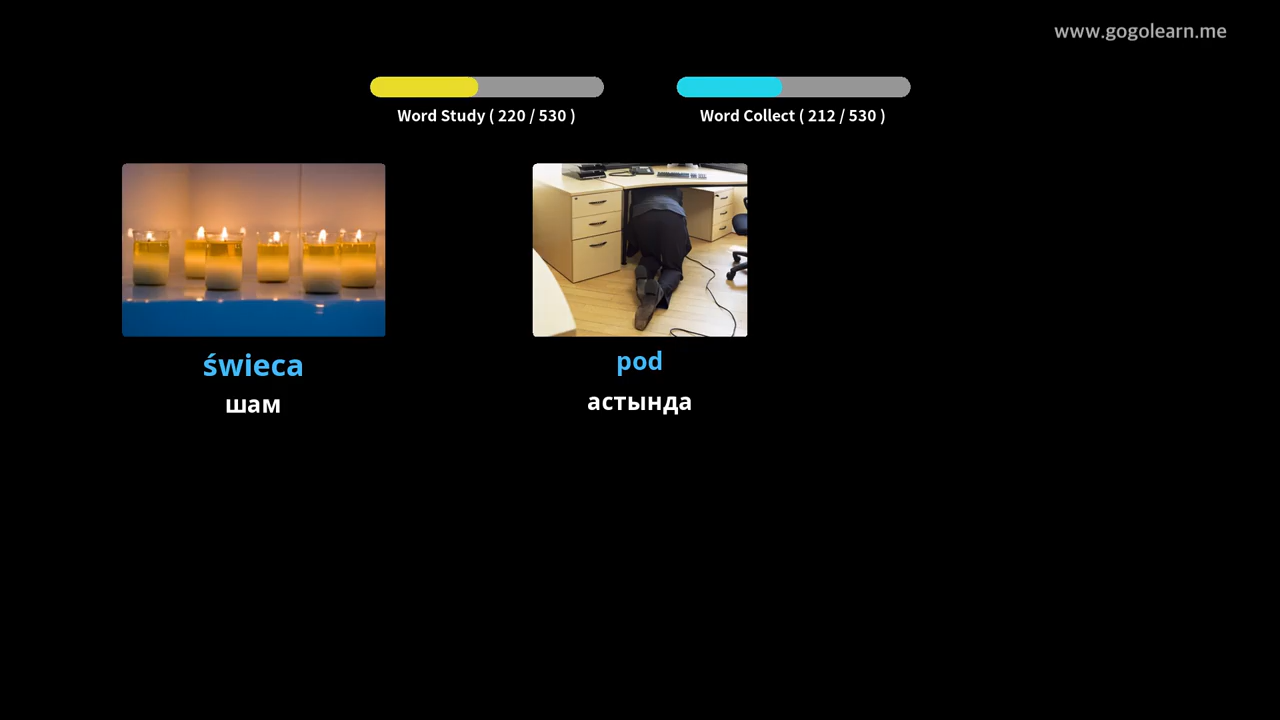 www.gogolearn.me
Word Study ( 220 / 530 )
Word Collect ( 212 / 530 )
świeca
шам
pod
астында